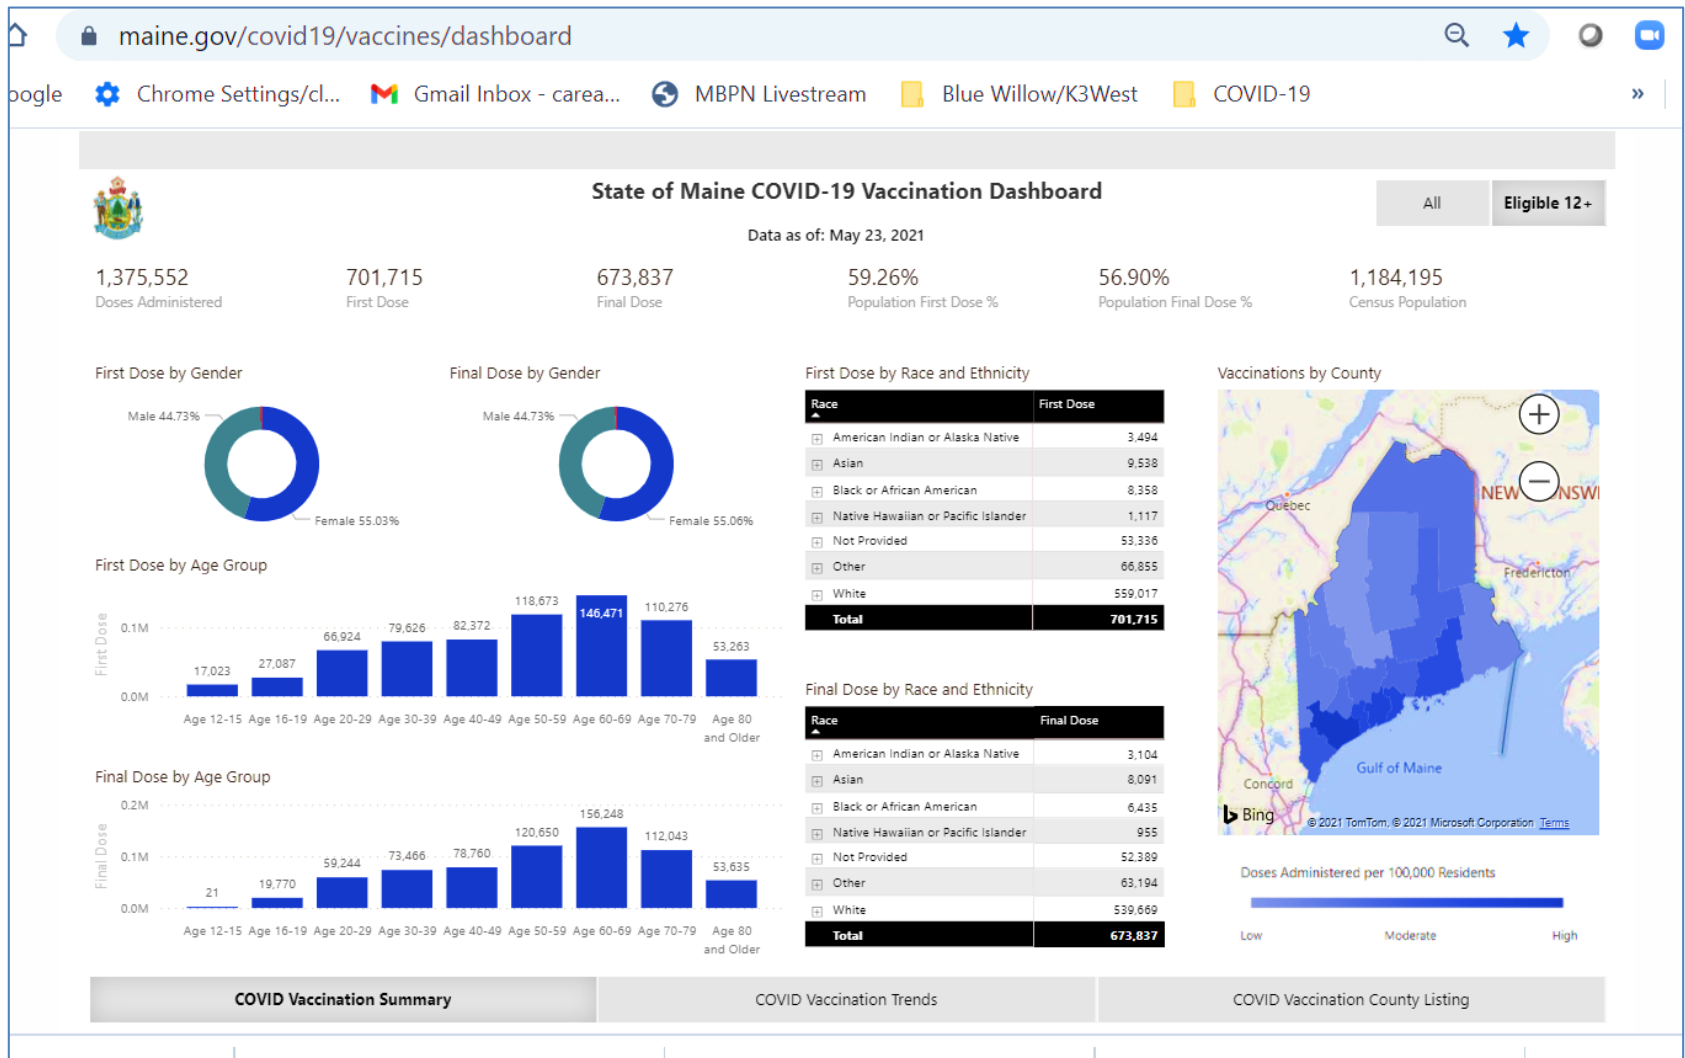 maine.gov/covid19/vaccines/dashboard
oogle Chrome Settings/cl... Gmail Inbox - carea... MBPN Livestream Blue Willow/K3West COVID-19 »
State of Maine COVID-19 Vaccination Dashboard
Data as of: May 23, 2021
All Eligible 12+
1,375,552 701,715 673,837 59.26% 56.90% 1,184,195
Doses Administered First Dose Final Dose Population First Dose % Population Final Dose % Census Population
First Dose by Gender
Male 44.73%
Female 55.03%
Final Dose by Gender
Male 44.73%
Female 55.06%
First Dose by Age Group
First Dose
0.1M
0.0M
17,023 27,087 66,924 79,626 82,372 118,673 146,471 110,276 53,263
Age 12-15 Age 16-19 Age 20-29 Age 30-39 Age 40-49 Age 50-59 Age 60-69 Age 70-79 Age 80
and Older
Final Dose by Age Group
Final Dose
0.2M
0.1M
0.0M
21 19,770 59,244 73,466 78,760 120,650 156,248 112,043 53,635
Age 12-15 Age 16-19 Age 20-29 Age 30-39 Age 40-49 Age 50-59 Age 60-69 Age 70-79 Age 80
and Older
First Dose by Race and Ethnicity
Race First Dose
American Indian or Alaska Native 3,494
Asian 9,538
Black or African American 8,358
Native Hawaiian or Pacific Islander 1,117
Not Provided 53,336
Other 66,855
White 559,017
Total 701,715
Final Dose by Race and Ethnicity
Race Final Dose
American Indian or Alaska Native 3,104
Asian 8,091
Black or African American 6,435
Native Hawaiian or Pacific Islander 955
Not Provided 52,389
Other 63,194
White 539,669
Total 673,837
Vaccinations by County
NEW NSWI
Quebec
Fredericton
Gulf of Maine
Concord
Bing
© 2021 TomTom, © 2021 Microsoft Corporation Terms
Doses Administered per 100,000 Residents
Low Moderate High
COVID Vaccination Summary COVID Vaccination Trends COVID Vaccination County Listing